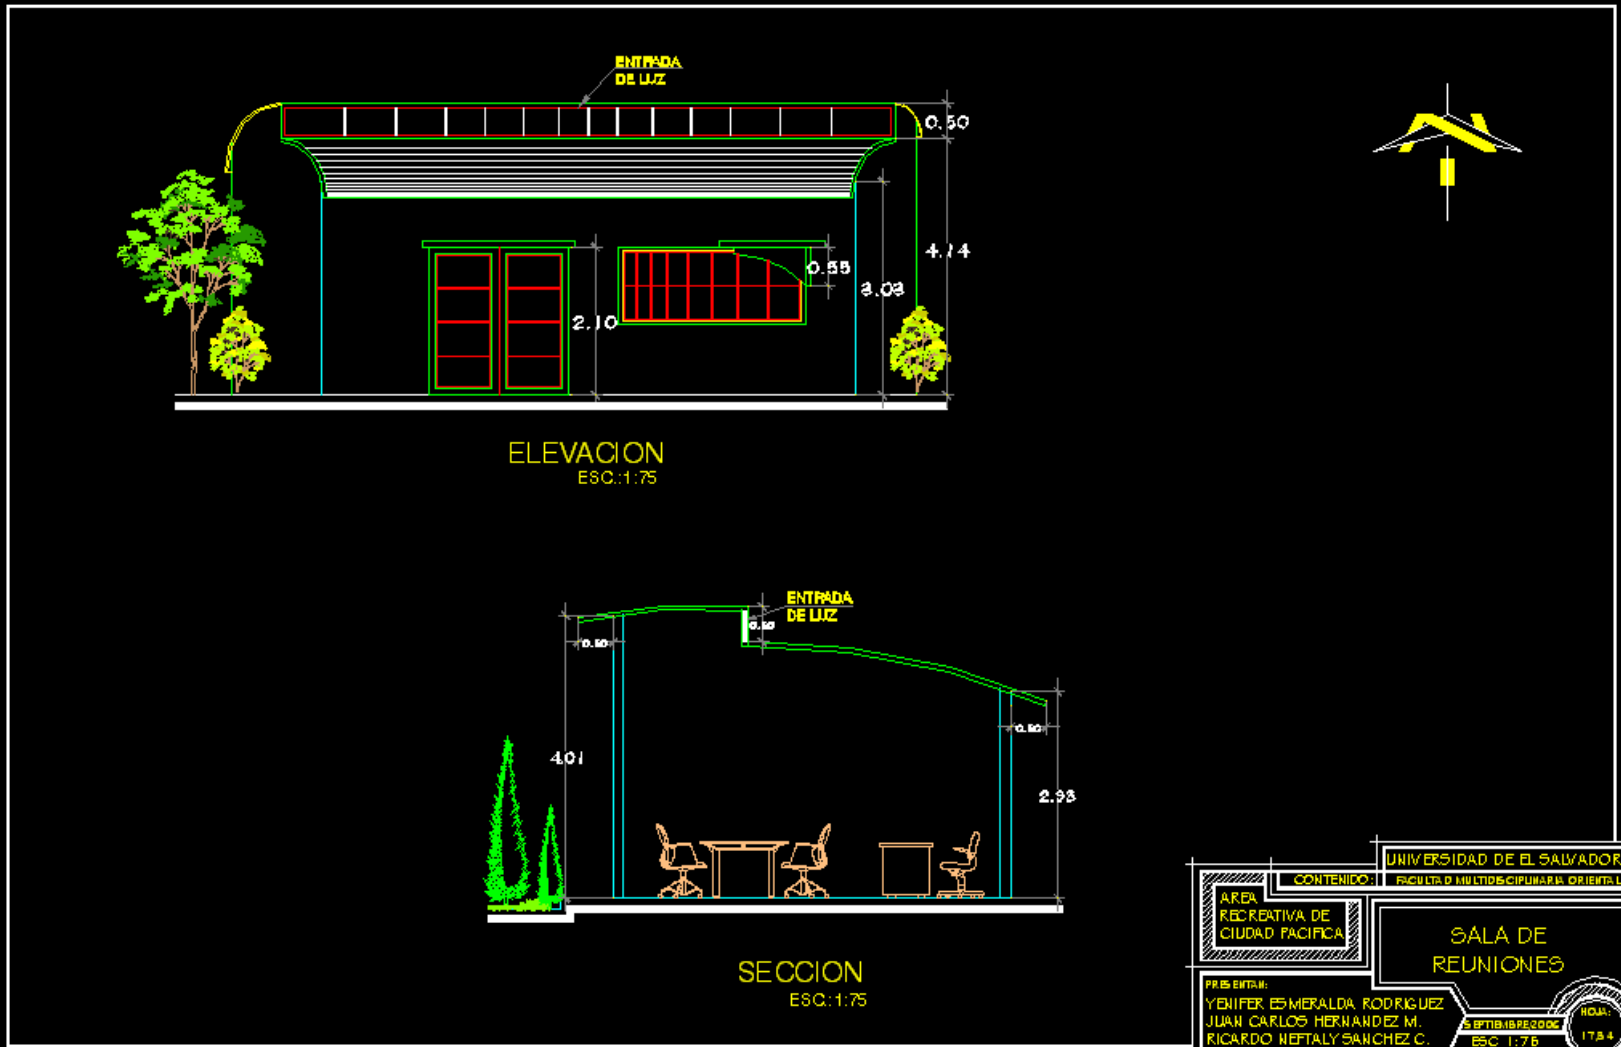 ENTRADA
DE LUZ
0.50
4.14
0.55
3.03
2.10
ELEVACION
ESC.:1:75
ENTRADA
DE LUZ
0.50
0.50
0.50
4.01
2.93
SECCION
ESC.:1:75
UNIVERSIDAD DE EL SALVADOR
CONTENIDO:
FACULTAD MULTIDISCIPLINARIA ORIENTAL
AREA
RECREATIVA DE
CIUDAD PACIFICA
SALA DE
REUNIONES
PRESENTAN:
YENIFER ESMERALDA RODRIGUEZ
JUAN CARLOS HERNANDEZ M.
RICARDO NEFTALY SANCHEZ C.
SEPTIEMBRE2006
ESC 1:75
HOJA: